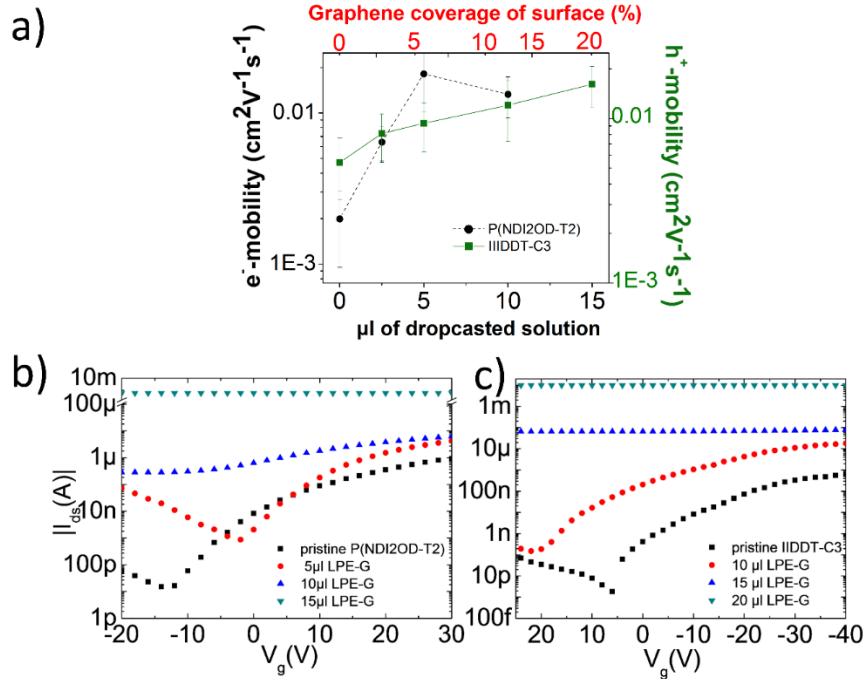 a)
Graphene coverage of surface (%)
0 5 10 15 20
e⁻-mobility (cm²V⁻¹s⁻¹)
0.01
1E-3
P(NDI2OD-T2)
IIIDDT-C3
0.01
1E-3
h⁺-mobility (cm²V⁻¹s⁻¹)
0 5 10 15
µl of dropcasted solution
b)
|I_ds(A)|
10m
100µ
1µ
10n
100p
1p
pristine P(NDI2OD-T2)
5µl LPE-G
10µl LPE-G
15µl LPE-G
-20 -10 0 10 20 30
V_g(V)
c)
1m
10µ
100n
1n
10p
100f
pristine IIDDT-C3
10 µl LPE-G
15 µl LPE-G
20 µl LPE-G
20 10 0 -10 -20 -30 -40
V_g(V)